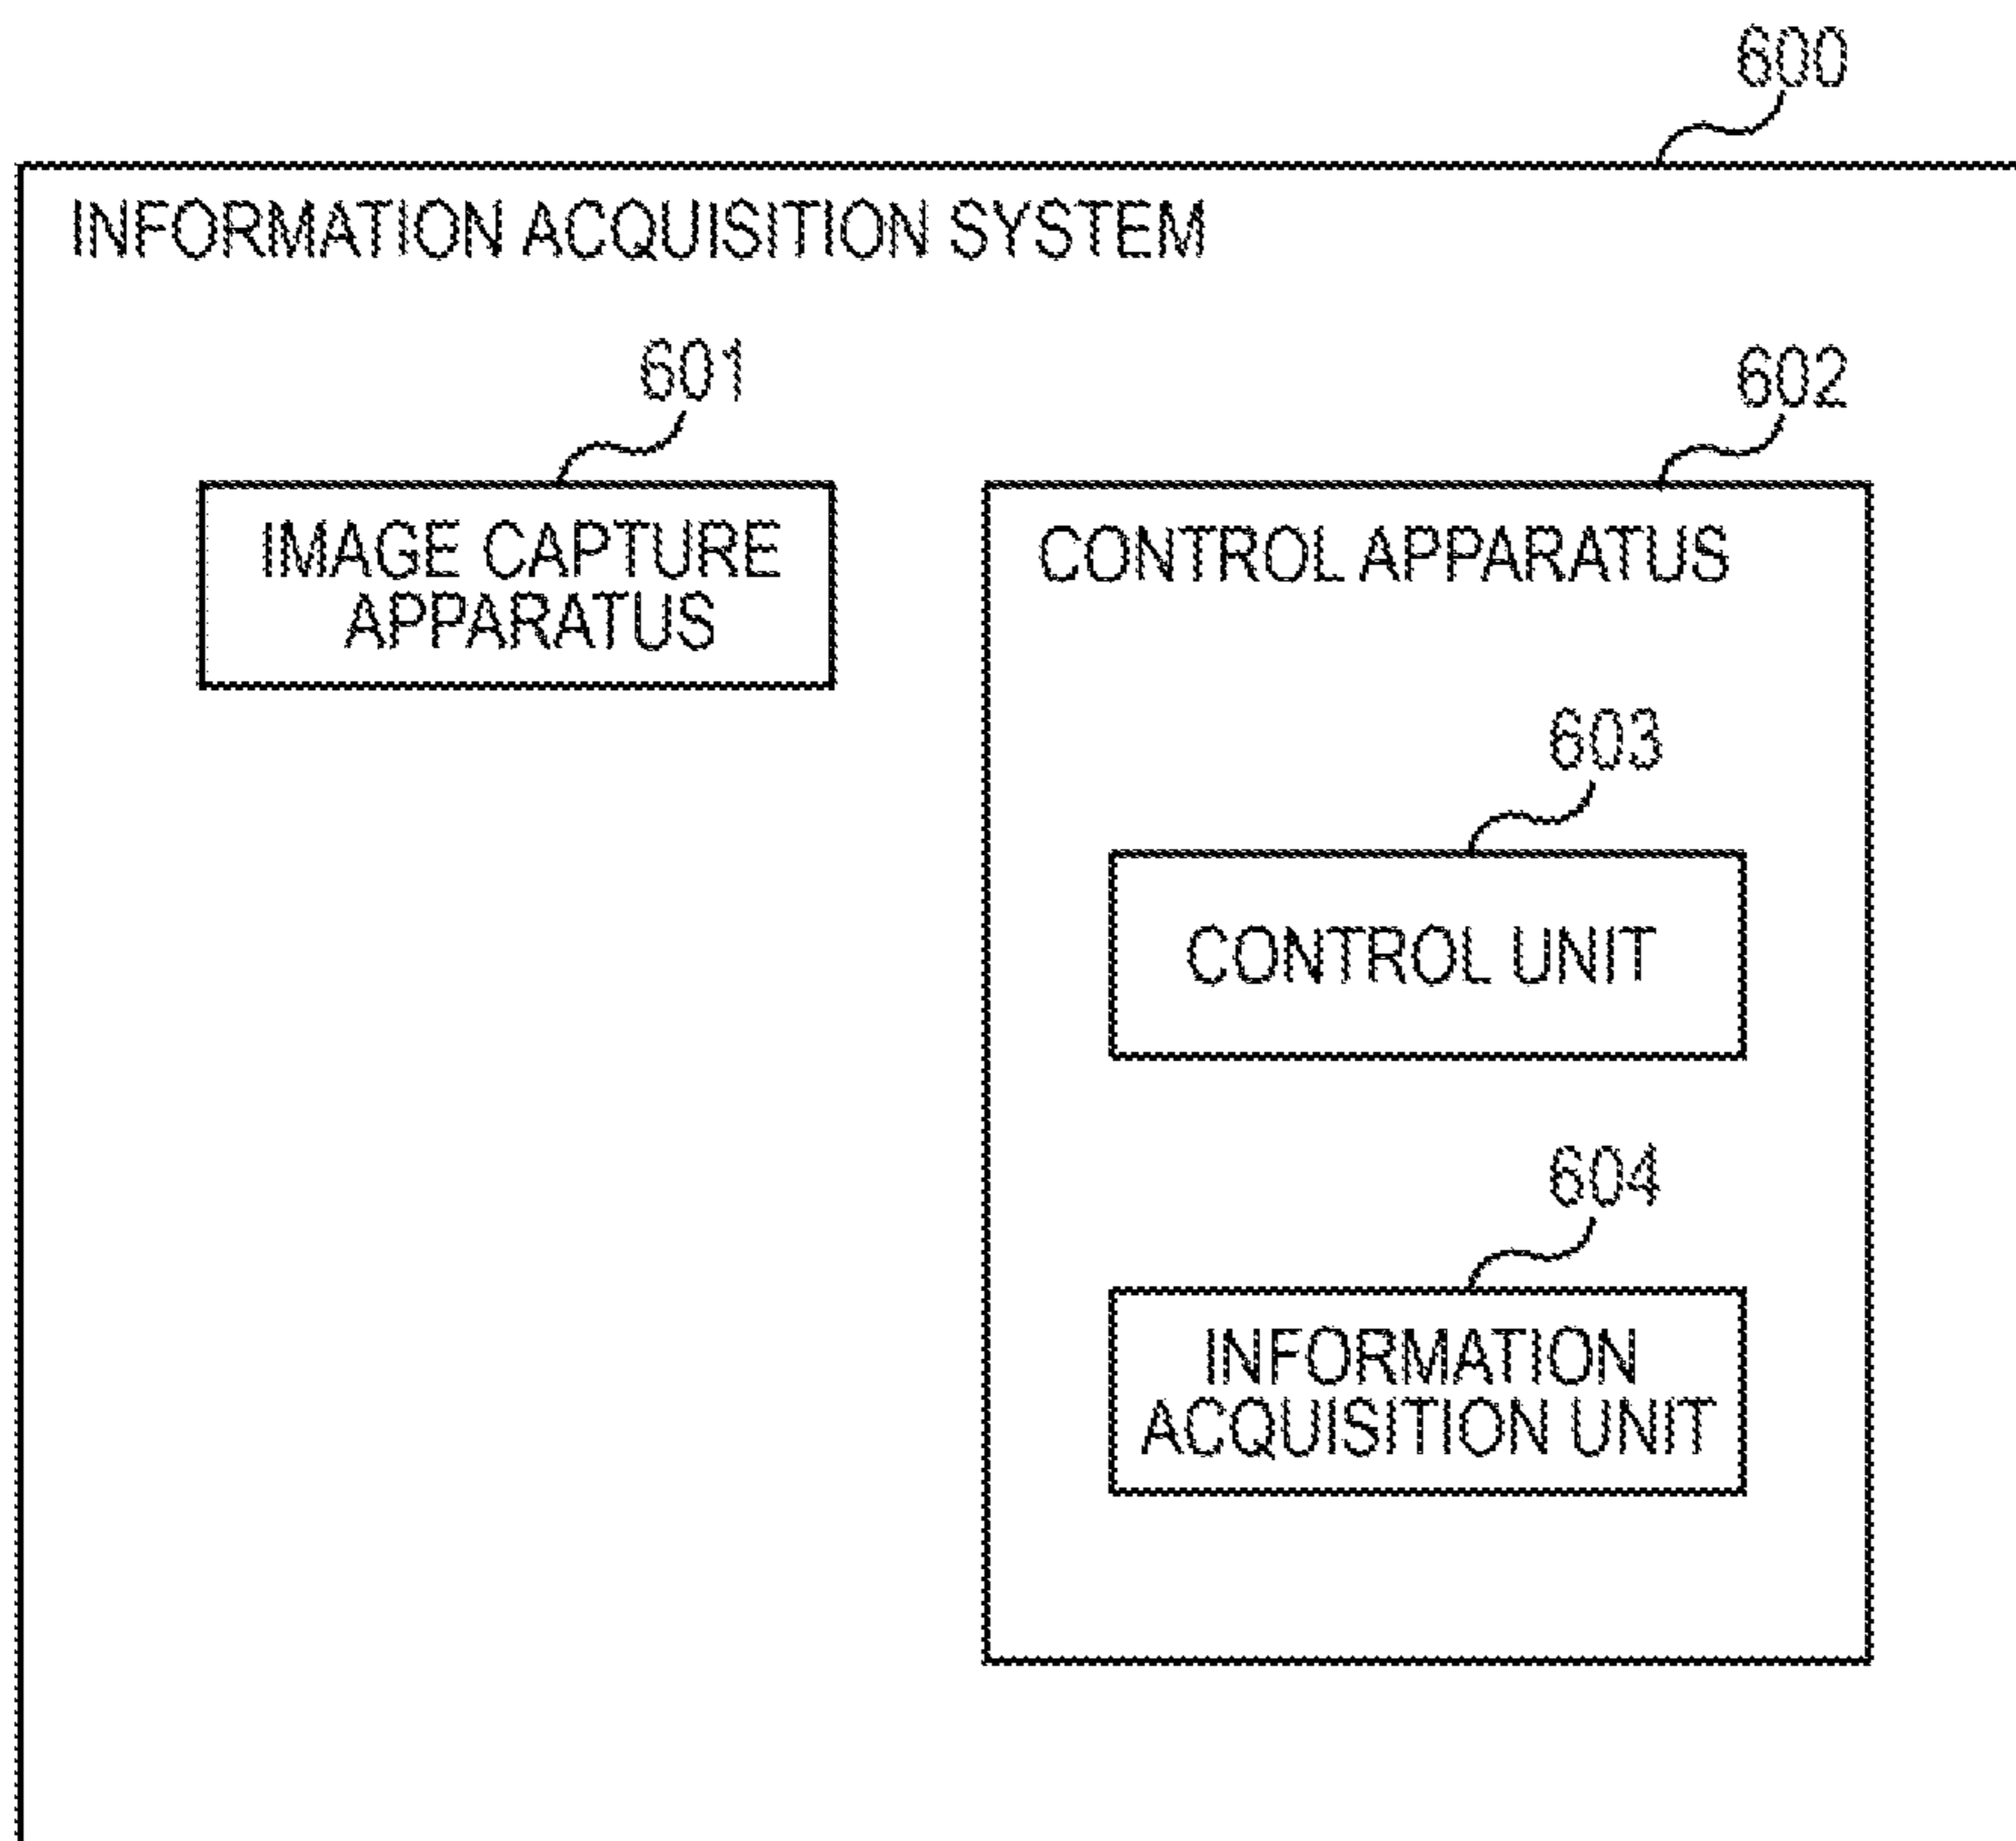 600
INFORMATION ACQUISITION SYSTEM
601
602
IMAGE CAPTURE
APPARATUS
CONTROL APPARATUS
603
CONTROL UNIT
604
INFORMATION
ACQUISITION UNIT